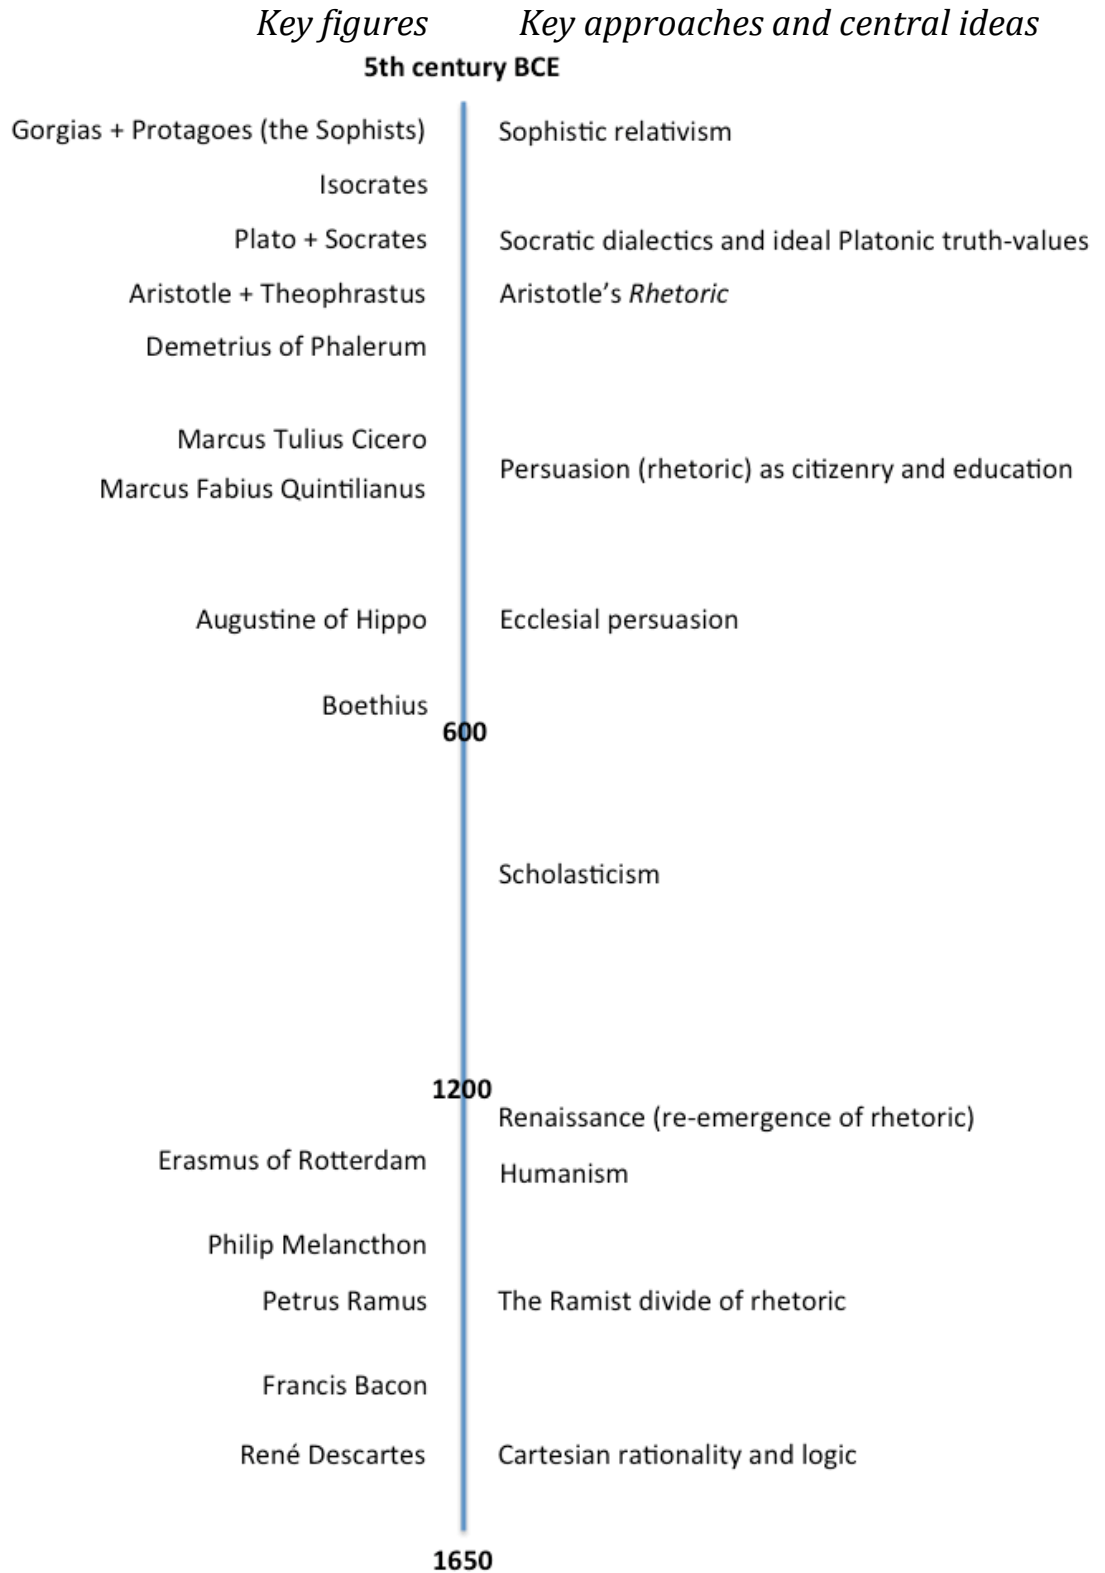 Key figures Key approaches and central ideas
5th century BCE
Gorgias + Protagoes (the Sophists) Sophistic relativism
Isocrates
Plato + Socrates Socratic dialectics and ideal Platonic truth-values
Aristotle + Theophrastus Aristotle's Rhetoric
Demetrius of Phalerum
Marcus Tulius Cicero
Persuasion (rhetoric) as citizenry and education
Marcus Fabius Quintilianus
Augustine of Hippo Ecclesial persuasion
Boethius
600
Scholasticism
1200
Renaissance (re-emergence of rhetoric)
Erasmus of Rotterdam
Humanism
Philip Melancthon
Petrus Ramus The Ramist divide of rhetoric
Francis Bacon
René Descartes Cartesian rationality and logic
1650